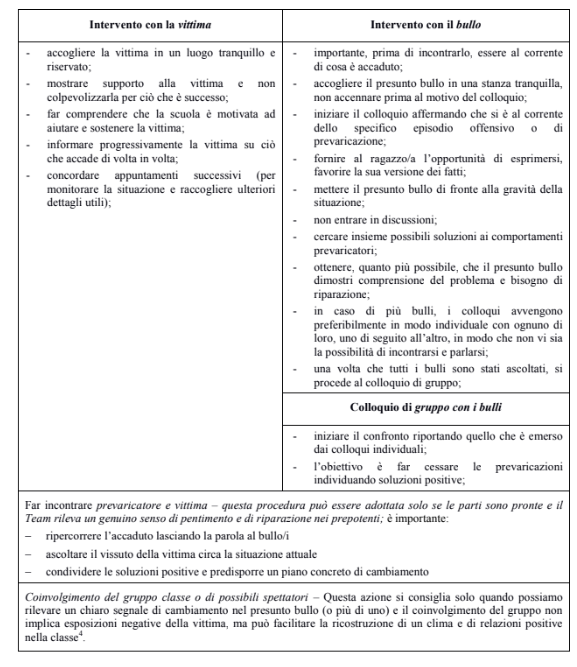 Intervento con la vittima
- accogliere la vittima in un luogo tranquillo e
riservato;
- mostrare supporto alla vittima e non
colpevolizzarla per ciò che è successo;
- far comprendere che la scuola è motivata ad
aiutare e sostenere la vittima;
- informare progressivamente la vittima su ciò
che accade di volta in volta;
- concordare appuntamenti successivi (per
monitorare la situazione e raccogliere ulteriori
dettagli utili);
Intervento con il bullo
- importante, prima di incontrarlo, essere al corrente
di cosa è accaduto;
- accogliere il presunto bullo in una stanza tranquilla,
non accennare prima al motivo del colloquio;
- iniziare il colloquio affermando che si è al corrente
dello specifico episodio offensivo o di
prevaricazione;
- fornire al ragazzo/a l'opportunità di esprimersi,
favorire la sua versione dei fatti;
- mettere il presunto bullo di fronte alla gravità della
situazione;
- non entrare in discussioni;
- cercare insieme possibili soluzioni ai comportamenti
prevaricatori;
- ottenere, quanto più possibile, che il presunto bullo
dimostri comprensione del problema e bisogno di
riparazione;
- in caso di più bulli, i colloqui avvengono
preferibilmente in modo individuale con ognuno di
loro, uno di seguito all'altro, in modo che non vi sia
la possibilità di incontrarsi e parlarsi;
- una volta che tutti i bulli sono stati ascoltati, si
procede al colloquio di gruppo;
Colloquio di gruppo con i bulli
- iniziare il confronto riportando quello che è emerso
dai colloqui individuali;
- l'obiettivo è far cessare le prevaricazioni
individuando soluzioni positive;
Far incontrare prevaricatore e vittima – questa procedura può essere adottata solo se le parti sono pronte e il
Team rileva un genuino senso di pentimento e di riparazione nei prepotenti; è importante:
– ripercorrere l'accaduto lasciando la parola al bullo/i
– ascoltare il vissuto della vittima circa la situazione attuale
– condividere le soluzioni positive e predisporre un piano concreto di cambiamento
Coinvolgimento del gruppo classe o di possibili spettatori – Questa azione si consiglia solo quando possiamo
rilevare un chiaro segnale di cambiamento nel presunto bullo (o più di uno) e il coinvolgimento del gruppo non
implica esposizioni negative della vittima, ma può facilitare la ricostruzione di un clima e di relazioni positive
nella classe⁴.